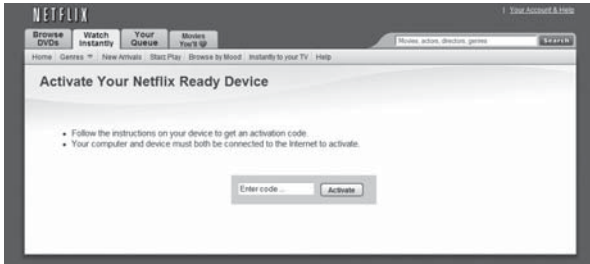 NETFLIX
Your Account & Help
Browse DVDs
Watch Instantly
Your Queue
Movies You'll
Movies, actors, directors, genres
Search
Home Genres New Arrivals Start Play Browse by Mood Instantly to your TV Help
Activate Your Netflix Ready Device
• Follow the instructions on your device to get an activation code.
• Your computer and device must both be connected to the Internet to activate.
Enter code ...
Activate